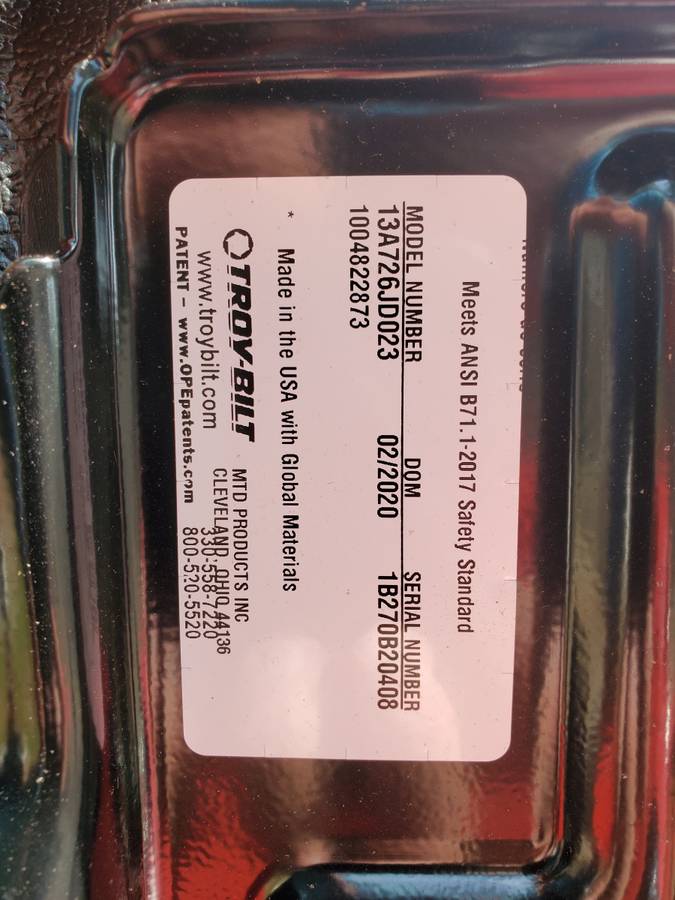 Meets ANSI B71.1-2017 Safety Standard
MODEL NUMBER DOM SERIAL NUMBER
13A726JD023 02/2020 1B270B20408
1004822873
* Made in the USA with Global Materials
TROY-BILT MTD PRODUCTS INC
www.troybilt.com CLEVELAND, OHIO 44136
330-558-7220
PATENT – www.OPEpatents.com 800-520-5520